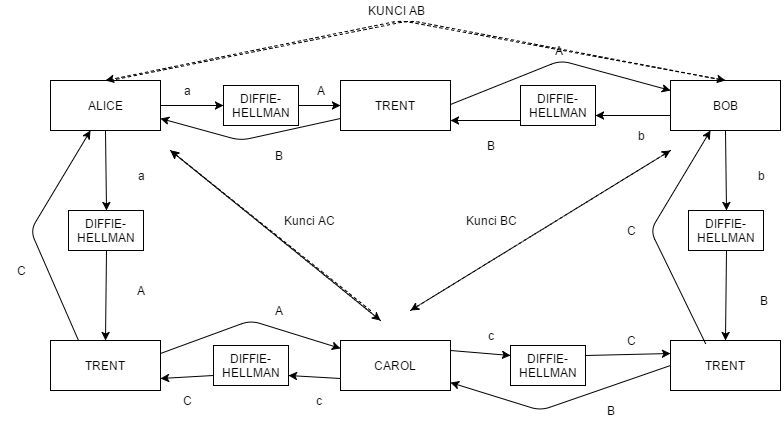 KUNCI AB
A
ALICE
a
DIFFIE-
HELLMAN
A
TRENT
DIFFIE-
HELLMAN
BOB
B
B
b
a
b
DIFFIE-
HELLMAN
Kunci AC
Kunci BC
C
DIFFIE-
HELLMAN
C
A
B
A
TRENT
DIFFIE-
HELLMAN
CAROL
c
DIFFIE-
HELLMAN
C
TRENT
C
c
B